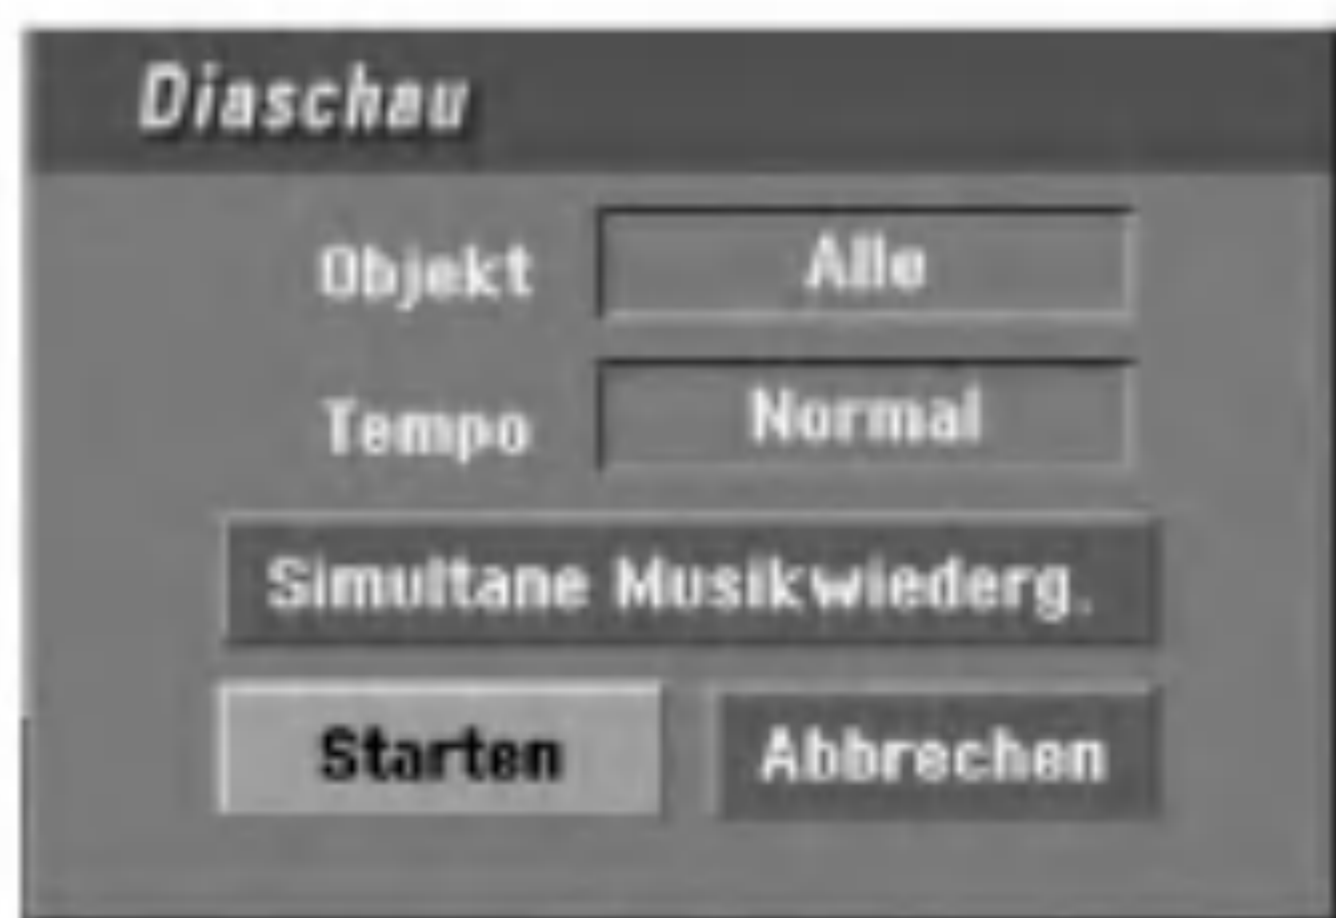 Diaschau
Objekt Alle
Tempo Normal
Simultane Musikwiederg.
Starten Abbrechen